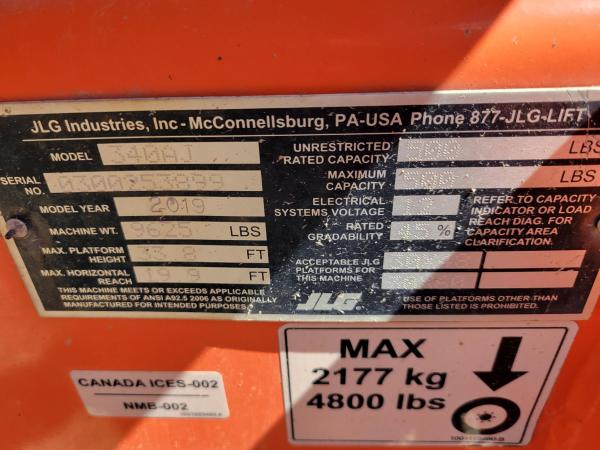 JLG Industries, Inc - McConnellsburg, PA-USA Phone 877-JLG-LIFT
MODEL 340AJ
SERIAL NO.
MODEL YEAR 2019
MACHINE WT. 9625 LBS
MAX. PLATFORM HEIGHT 33.8 FT
MAX. HORIZONTAL REACH 19.9 FT
THIS MACHINE MEETS OR EXCEEDS APPLICABLE
REQUIREMENTS OF ANSI A92.5 2006 AS ORIGINALLY
MANUFACTURED FOR INTENDED PURPOSES.
UNRESTRICTED RATED CAPACITY 500 LBS
MAXIMUM CAPACITY 500 LBS
ELECTRICAL SYSTEMS VOLTAGE 12
RATED GRADABILITY 45 %
REFER TO CAPACITY
INDICATOR OR LOAD
REACH DIAG. FOR
CAPACITY AREA
CLARIFICATION.
ACCEPTABLE JLG
PLATFORMS FOR
THIS MACHINE
JLG
USE OF PLATFORMS OTHER THAN
THOSE LISTED IS PROHIBITED.
MAX
2177 kg
4800 lbs
CANADA ICES-002
NMB-002